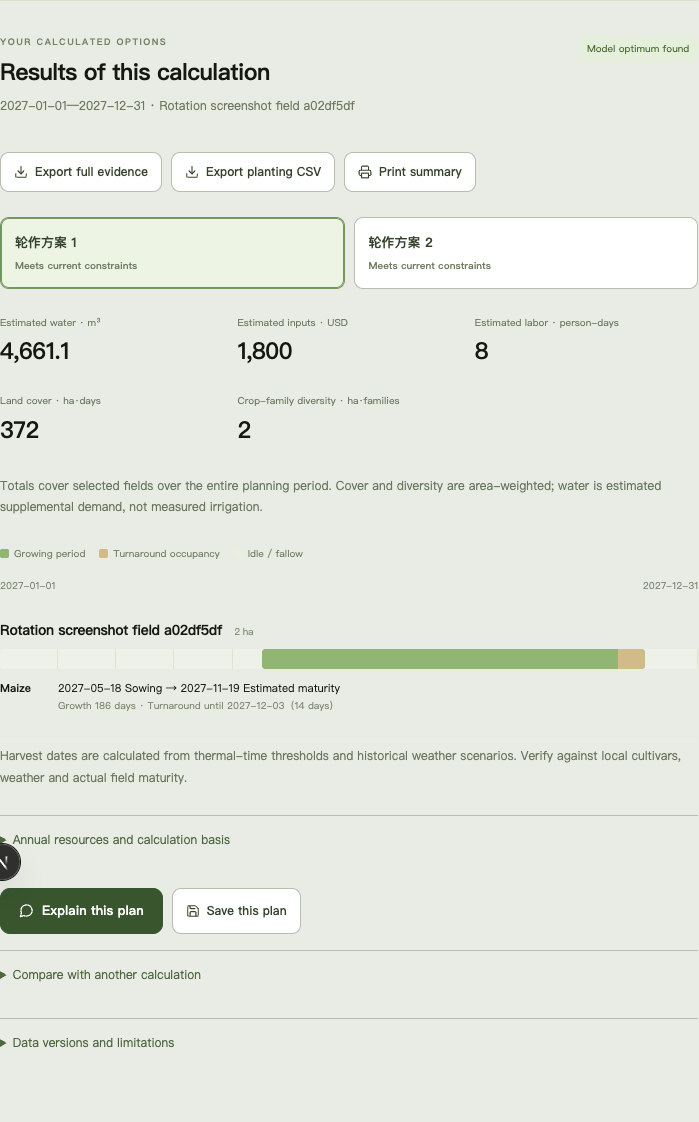 YOUR CALCULATED OPTIONS
Model optimum found
Results of this calculation
2027-01-01—2027-12-31 · Rotation screenshot field a02df5df
Export full evidence
Export planting CSV
Print summary
轮作方案 1
Meets current constraints
轮作方案 2
Meets current constraints
Estimated water · m³
4,661.1
Estimated inputs · USD
1,800
Estimated labor · person-days
8
Land cover · ha·days
372
Crop-family diversity · ha·families
2
Totals cover selected fields over the entire planning period. Cover and diversity are area-weighted; water is estimated
supplemental demand, not measured irrigation.
Growing period
Turnaround occupancy
Idle / fallow
2027-01-01
2027-12-31
Rotation screenshot field a02df5df 2 ha
Maize 2027-05-18 Sowing → 2027-11-19 Estimated maturity
Growth 186 days · Turnaround until 2027-12-03 (14 days)
Harvest dates are calculated from thermal-time thresholds and historical weather scenarios. Verify against local cultivars,
weather and actual field maturity.
Annual resources and calculation basis
N
Explain this plan
Save this plan
Compare with another calculation
Data versions and limitations